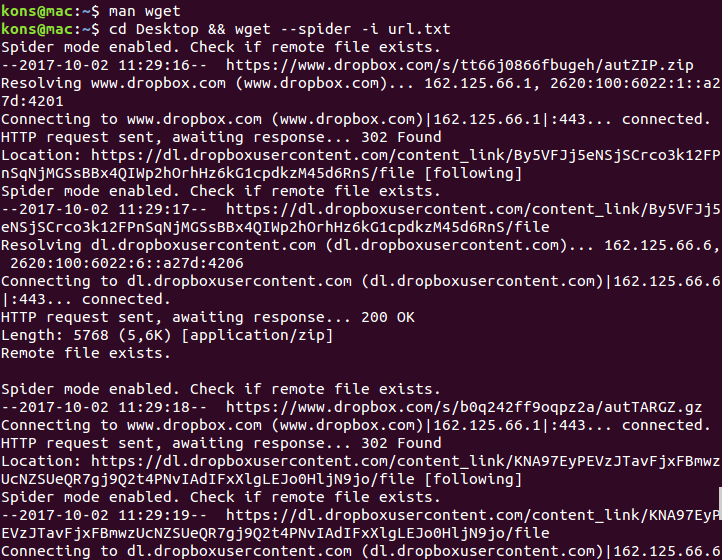 kons@mac:~$ man wget
kons@mac:~$ cd Desktop && wget --spider -i url.txt
Spider mode enabled. Check if remote file exists.
--2017-10-02 11:29:16--  https://www.dropbox.com/s/tt66j0866fbugeh/autZIP.zip
Resolving www.dropbox.com (www.dropbox.com)... 162.125.66.1, 2620:100:6022:1::a2
7d:4201
Connecting to www.dropbox.com (www.dropbox.com)|162.125.66.1|:443... connected.
HTTP request sent, awaiting response... 302 Found
Location: https://dl.dropboxusercontent.com/content_link/By5VFJj5eNSjSCrco3k12FP
nSqNjMGSsBBx4QIWp2hOrhHz6kG1cpdkzM45d6RnS/file [following]
Spider mode enabled. Check if remote file exists.
--2017-10-02 11:29:17--  https://dl.dropboxusercontent.com/content_link/By5VFJj5
eNSjSCrco3k12FPnSqNjMGSsBBx4QIWp2hOrhHz6kG1cpdkzM45d6RnS/file
Resolving dl.dropboxusercontent.com (dl.dropboxusercontent.com)... 162.125.66.6,
 2620:100:6022:6::a27d:4206
Connecting to dl.dropboxusercontent.com (dl.dropboxusercontent.com)|162.125.66.6
|:443... connected.
HTTP request sent, awaiting response... 200 OK
Length: 5768 (5,6K) [application/zip]
Remote file exists.

Spider mode enabled. Check if remote file exists.
--2017-10-02 11:29:18--  https://www.dropbox.com/s/b0q242ff9oqpz2a/autTARGZ.gz
Connecting to www.dropbox.com (www.dropbox.com)|162.125.66.1|:443... connected.
HTTP request sent, awaiting response... 302 Found
Location: https://dl.dropboxusercontent.com/content_link/KNA97EyPEVzJTavFjxFBmwz
UcNZSUeQR7gj9Q2t4PNvIAdIFxXlgLEJo0HljN9jo/file [following]
Spider mode enabled. Check if remote file exists.
--2017-10-02 11:29:19--  https://dl.dropboxusercontent.com/content_link/KNA97EyP
EVzJTavFjxFBmwzUcNZSUeQR7gj9Q2t4PNvIAdIFxXlgLEJo0HljN9jo/file
Connecting to dl.dropboxusercontent.com (dl.dropboxusercontent.com)|162.125.66.6